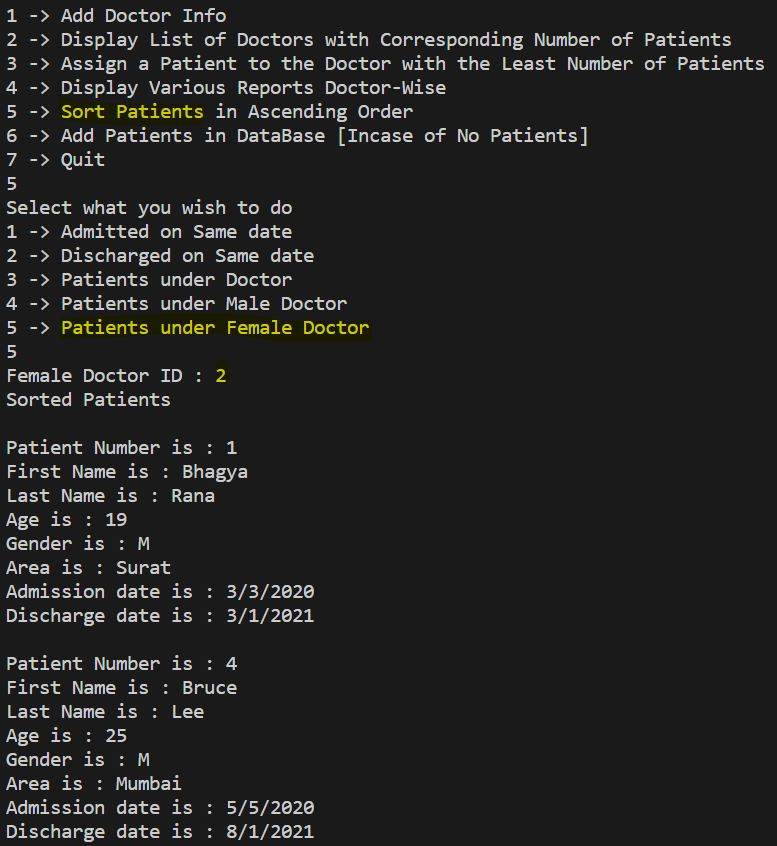 1 -> Add Doctor Info
2 -> Display List of Doctors with Corresponding Number of Patients
3 -> Assign a Patient to the Doctor with the Least Number of Patients
4 -> Display Various Reports Doctor-Wise
5 -> Sort Patients in Ascending Order
6 -> Add Patients in DataBase [Incase of No Patients]
7 -> Quit
5
Select what you wish to do
1 -> Admitted on Same date
2 -> Discharged on Same date
3 -> Patients under Doctor
4 -> Patients under Male Doctor
5 -> Patients under Female Doctor
5
Female Doctor ID : 2
Sorted Patients

Patient Number is : 1
First Name is : Bhagya
Last Name is : Rana
Age is : 19
Gender is : M
Area is : Surat
Admission date is : 3/3/2020
Discharge date is : 3/1/2021

Patient Number is : 4
First Name is : Bruce
Last Name is : Lee
Age is : 25
Gender is : M
Area is : Mumbai
Admission date is : 5/5/2020
Discharge date is : 8/1/2021